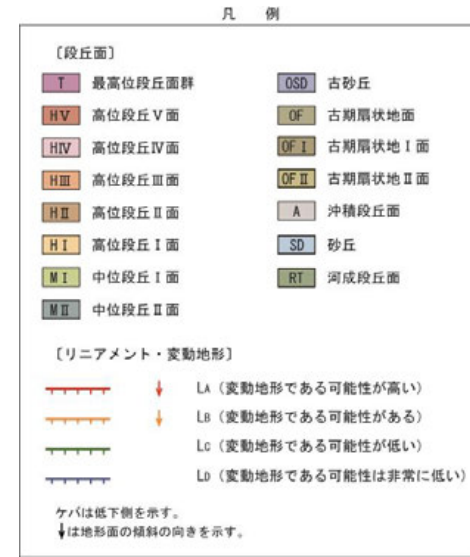 凡 例
〔段丘面〕
T 最高位段丘面群
HⅤ 高位段丘Ⅴ面
HⅣ 高位段丘Ⅳ面
HⅢ 高位段丘Ⅲ面
HⅡ 高位段丘Ⅱ面
HⅠ 高位段丘Ⅰ面
MⅠ 中位段丘Ⅰ面
MⅡ 中位段丘Ⅱ面
OSD 古砂丘
OF 古期扇状地面
OFⅠ 古期扇状地Ⅰ面
OFⅡ 古期扇状地Ⅱ面
A 沖積段丘面
SD 砂丘
RT 河成段丘面
〔リニアメント・変動地形〕
LA（変動地形である可能性が高い）
LB（変動地形である可能性がある）
LC（変動地形である可能性が低い）
LD（変動地形である可能性は非常に低い）
ケバは低下側を示す。
↓は地形面の傾斜の向きを示す。